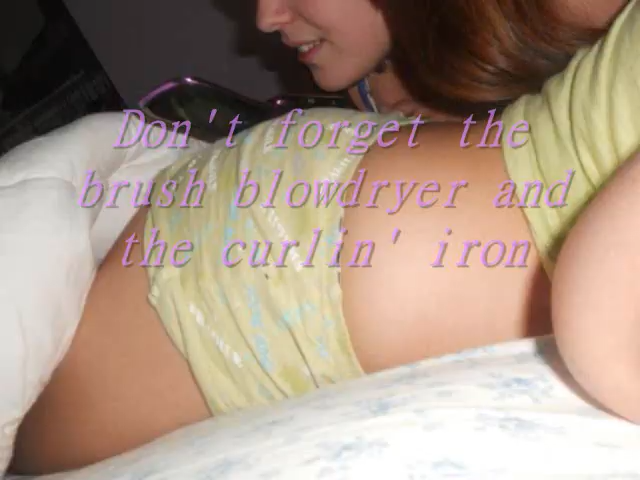 Don't forget the
brush blowdryer and
the curlin' iron